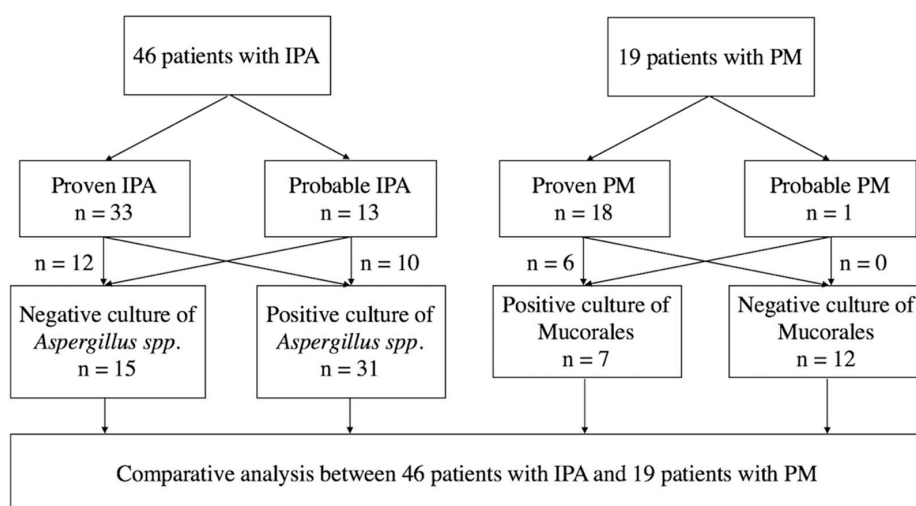 46 patients with IPA
19 patients with PM
Proven IPA
n = 33
Probable IPA
n = 13
Proven PM
n = 18
Probable PM
n = 1
n = 12
n = 10
n = 6
n = 0
Negative culture of
Aspergillus spp.
n = 15
Positive culture of
Aspergillus spp.
n = 31
Positive culture of
Mucorales
n = 7
Negative culture of
Mucorales
n = 12
Comparative analysis between 46 patients with IPA and 19 patients with PM